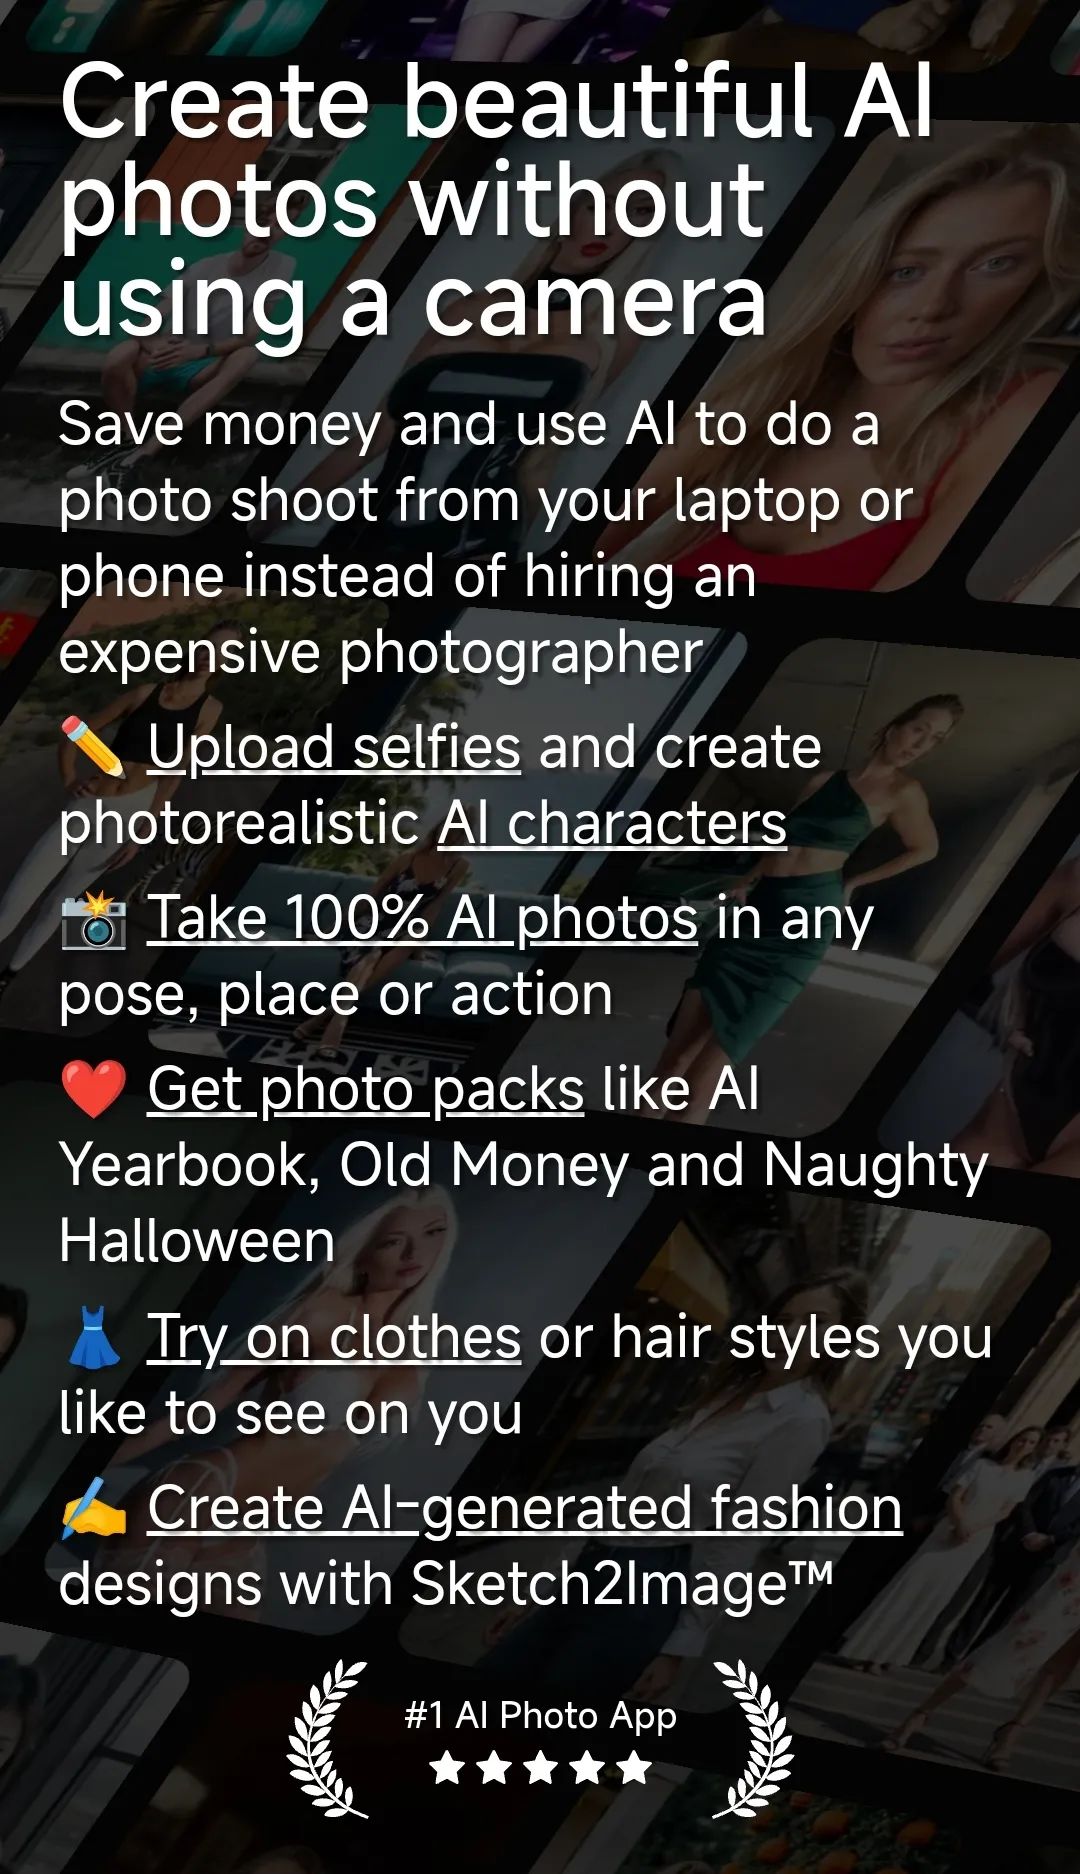 Create beautiful AI
photos without
using a camera
Save money and use AI to do a
photo shoot from your laptop or
phone instead of hiring an
expensive photographer
✏️ Upload selfies and create
photorealistic AI characters
📸 Take 100% AI photos in any
pose, place or action
❤️ Get photo packs like AI
Yearbook, Old Money and Naughty
Halloween
👗 Try on clothes or hair styles you
like to see on you
✍️ Create AI-generated fashion
designs with Sketch2Image™
#1 AI Photo App
★★★★★